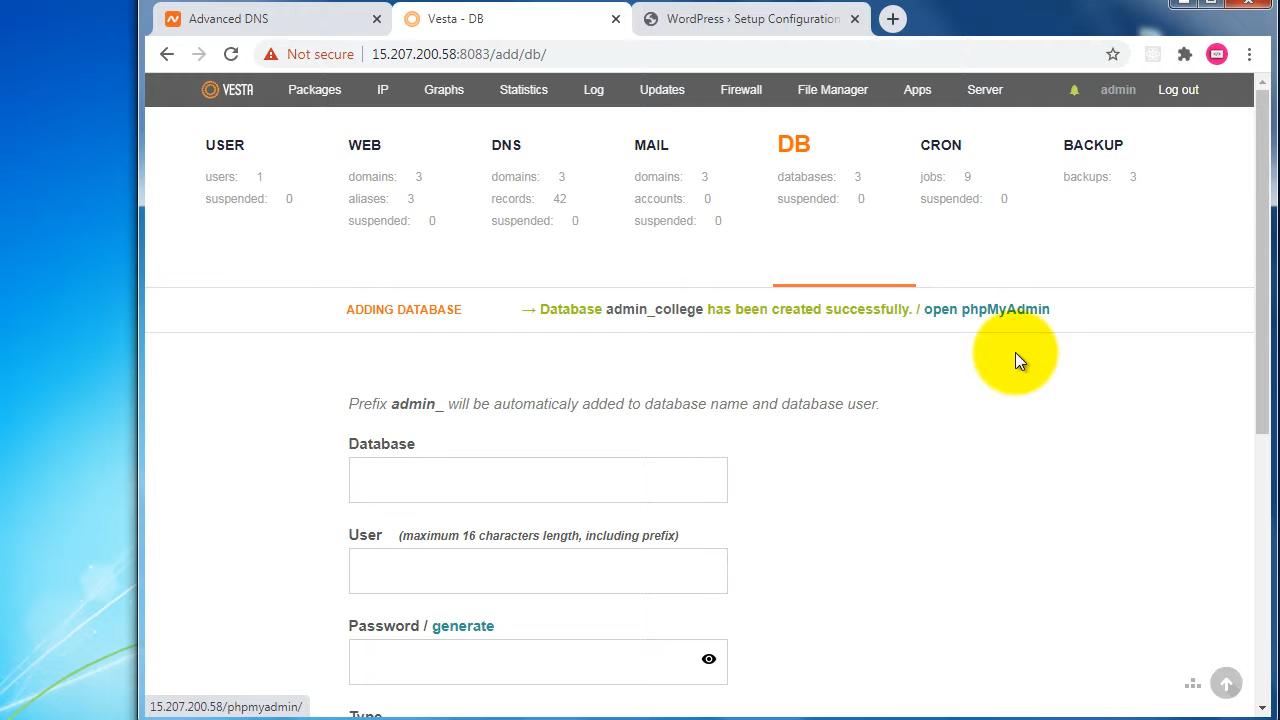 Advanced DNS
Vesta - DB
WordPress › Setup Configuration
Not secure 15.207.200.58:8083/add/db/
VESTA Packages IP Graphs Statistics Log Updates Firewall File Manager Apps Server admin Log out
USER WEB DNS MAIL DB CRON BACKUP
users: 1 domains: 3 domains: 3 domains: 3 databases: 3 jobs: 9 backups: 3
suspended: 0 aliases: 3 records: 42 accounts: 0 suspended: 0 suspended: 0
suspended: 0 suspended: 0 suspended: 0
ADDING DATABASE → Database admin_college has been created successfully. / open phpMyAdmin
Prefix admin_ will be automaticaly added to database name and database user.
Database
User (maximum 16 characters length, including prefix)
Password / generate
Type
15.207.200.58/phpmyadmin/